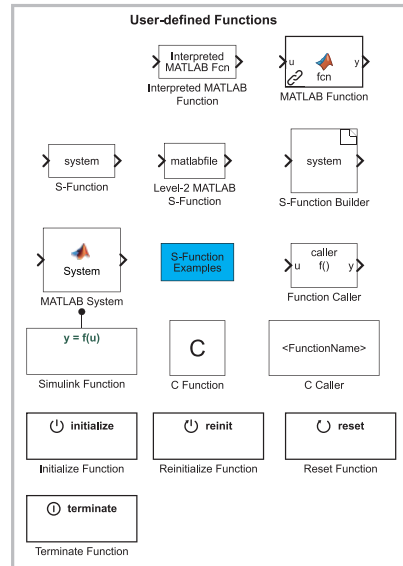 User-defined Functions
Interpreted
MATLAB Fcn
Interpreted MATLAB
Function
u
fcn
y
MATLAB Function
system
S-Function
matlabfile
Level-2 MATLAB
S-Function
system
S-Function Builder
System
MATLAB System
S-Function
Examples
caller
u
f()
y
Function Caller
y = f(u)
Simulink Function
C
C Function
<FunctionName>
C Caller
initialize
Initialize Function
reinit
Reinitialize Function
reset
Reset Function
terminate
Terminate Function